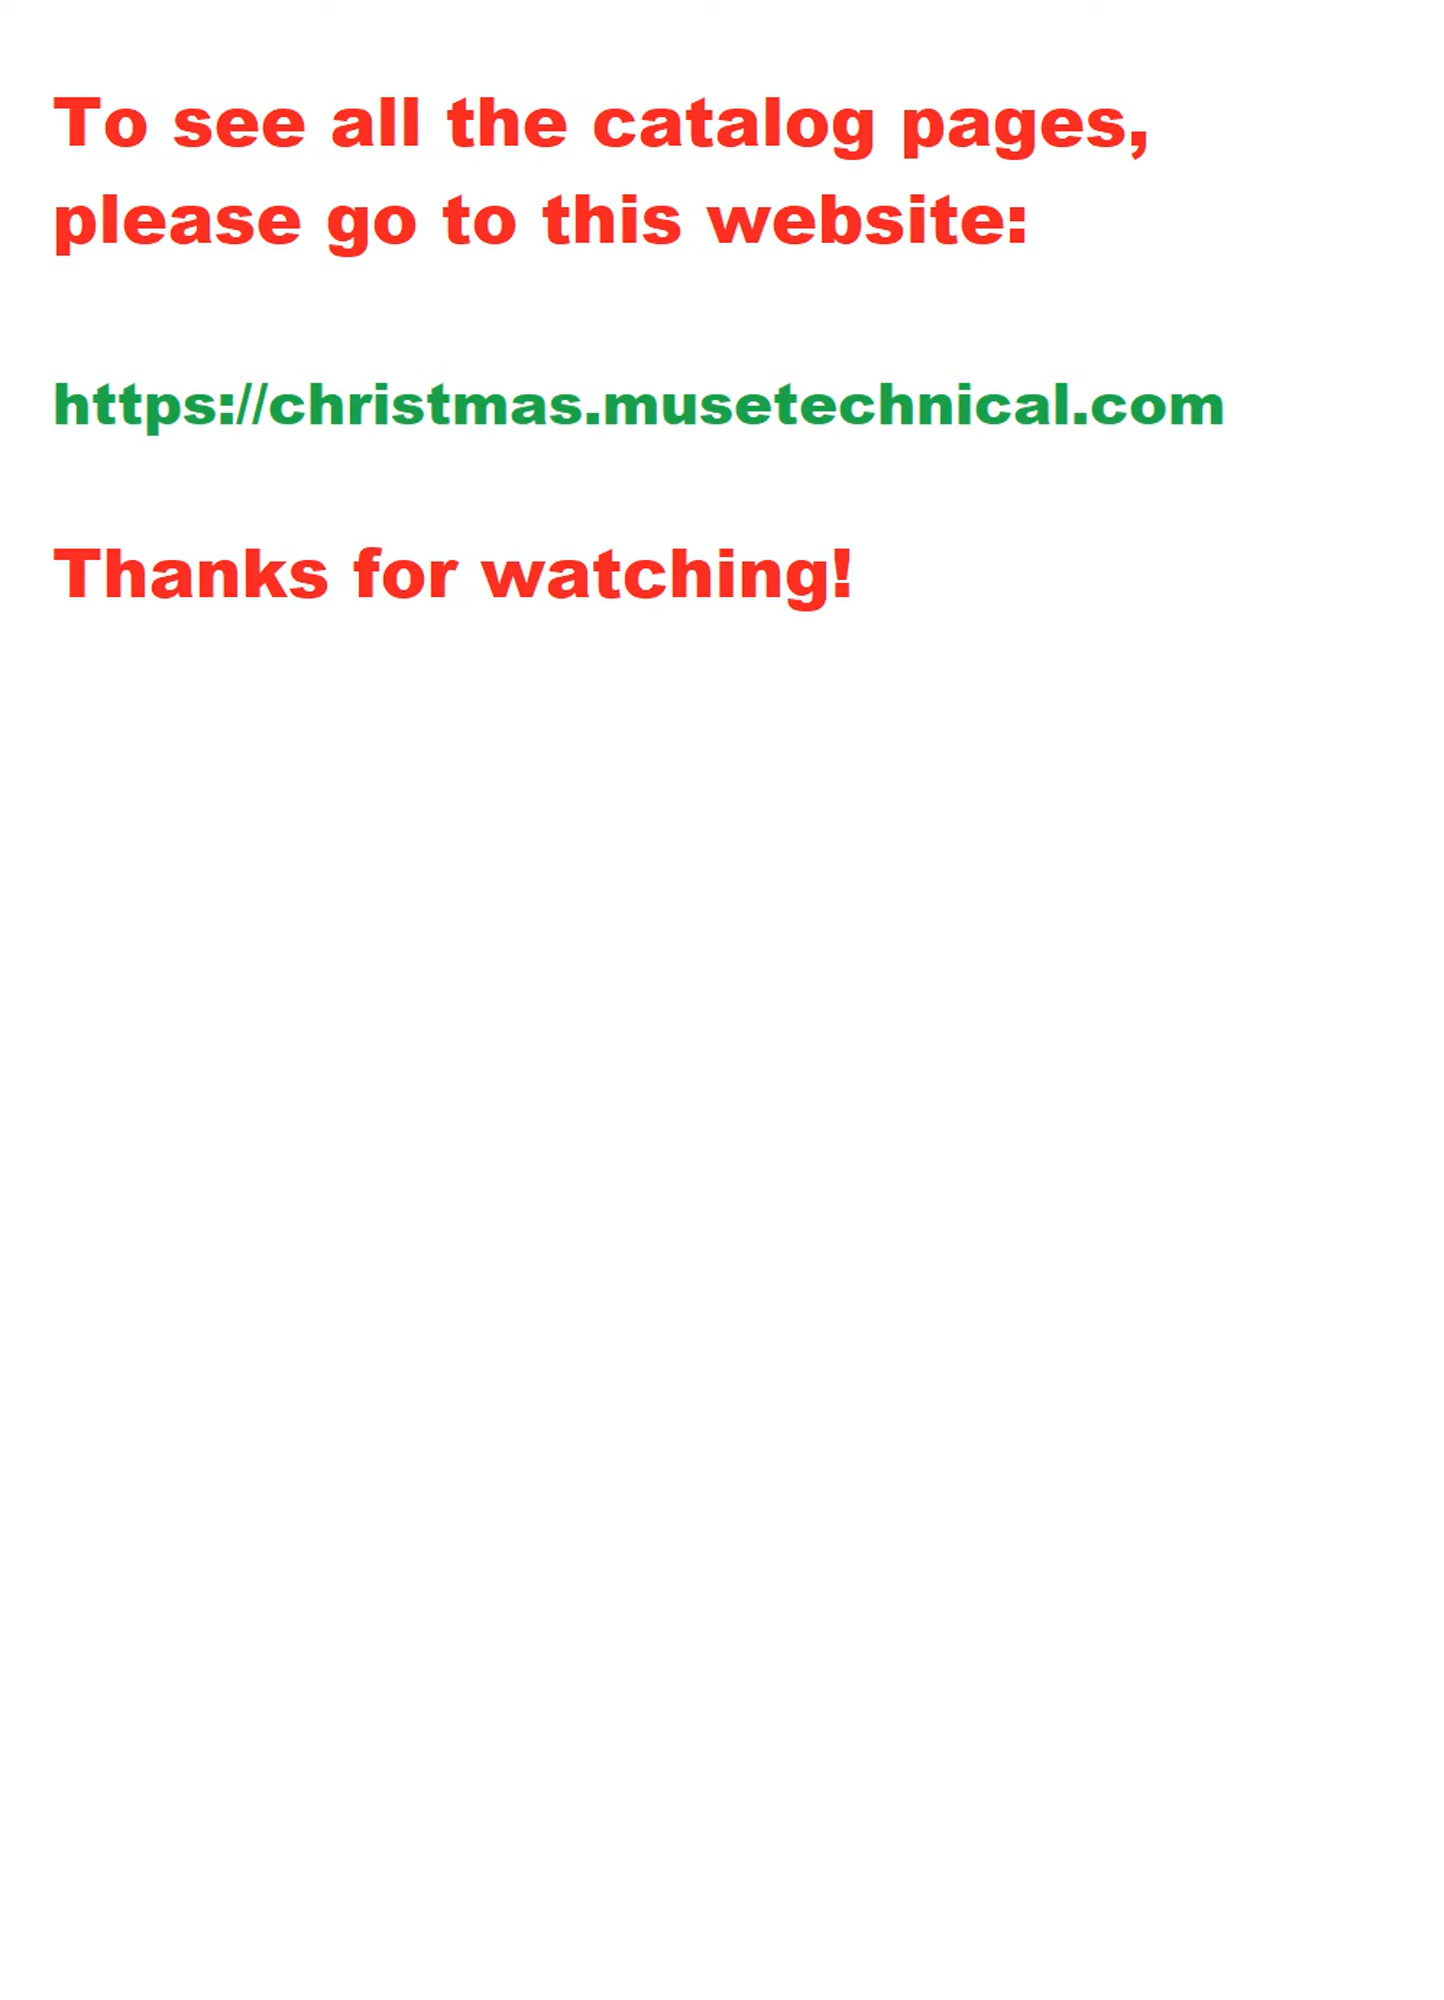 To see all the catalog pages,
please go to this website:
https://christmas.musetechnical.com
Thanks for watching!